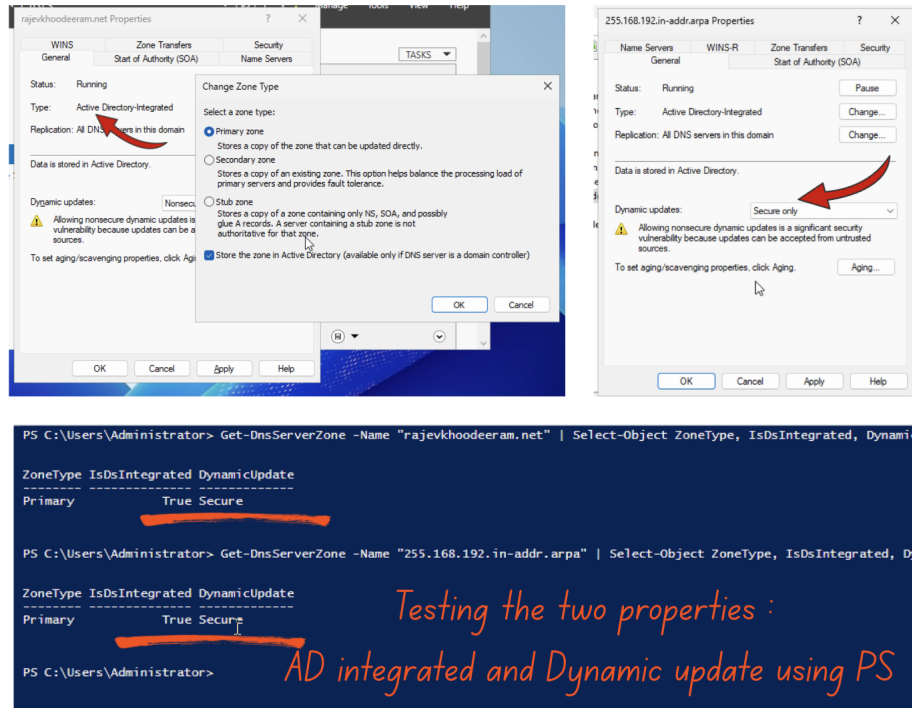 Manage Tools View Help
rajevkhoodeeram.net Properties ? ×
WINS Zone Transfers Security
General Start of Authority (SOA) Name Servers
Status: Running
Type: Active Directory-Integrated
Replication: All DNS servers in this domain
Data is stored in Active Directory.
Dynamic updates: Nonsecu
Allowing nonsecure dynamic updates is
vulnerability because updates can be a
sources.
To set aging/scavenging properties, click Agi
OK Cancel Apply Help
TASKS
Change Zone Type ×
Select a zone type:
Primary zone
Stores a copy of the zone that can be updated directly.
Secondary zone
Stores a copy of an existing zone. This option helps balance the processing load of
primary servers and provides fault tolerance.
Stub zone
Stores a copy of a zone containing only NS, SOA, and possibly
glue A records. A server containing a stub zone is not
authoritative for that zone.
Store the zone in Active Directory (available only if DNS server is a domain controller)
OK Cancel
255.168.192.in-addr.arpa Properties ? ×
Name Servers WINS-R Zone Transfers Security
General Start of Authority (SOA)
Status: Running Pause
Type: Active Directory-Integrated Change...
Replication: All DNS servers in this domain Change...
Data is stored in Active Directory.
Dynamic updates: Secure only
Allowing nonsecure dynamic updates is a significant security
vulnerability because updates can be accepted from untrusted
sources.
To set aging/scavenging properties, click Aging. Aging...
OK Cancel Apply Help
PS C:\Users\Administrator> Get-DnsServerZone -Name "rajevkhoodeeram.net" | Select-Object ZoneType, IsDsIntegrated, Dynamic
ZoneType IsDsIntegrated DynamicUpdate
-------- -------------- -------------
Primary True Secure
PS C:\Users\Administrator> Get-DnsServerZone -Name "255.168.192.in-addr.arpa" | Select-Object ZoneType, IsDsIntegrated, Dy
ZoneType IsDsIntegrated DynamicUpdate
-------- -------------- -------------
Primary True Secure
PS C:\Users\Administrator>
Testing the two properties :
AD integrated and Dynamic update using PS